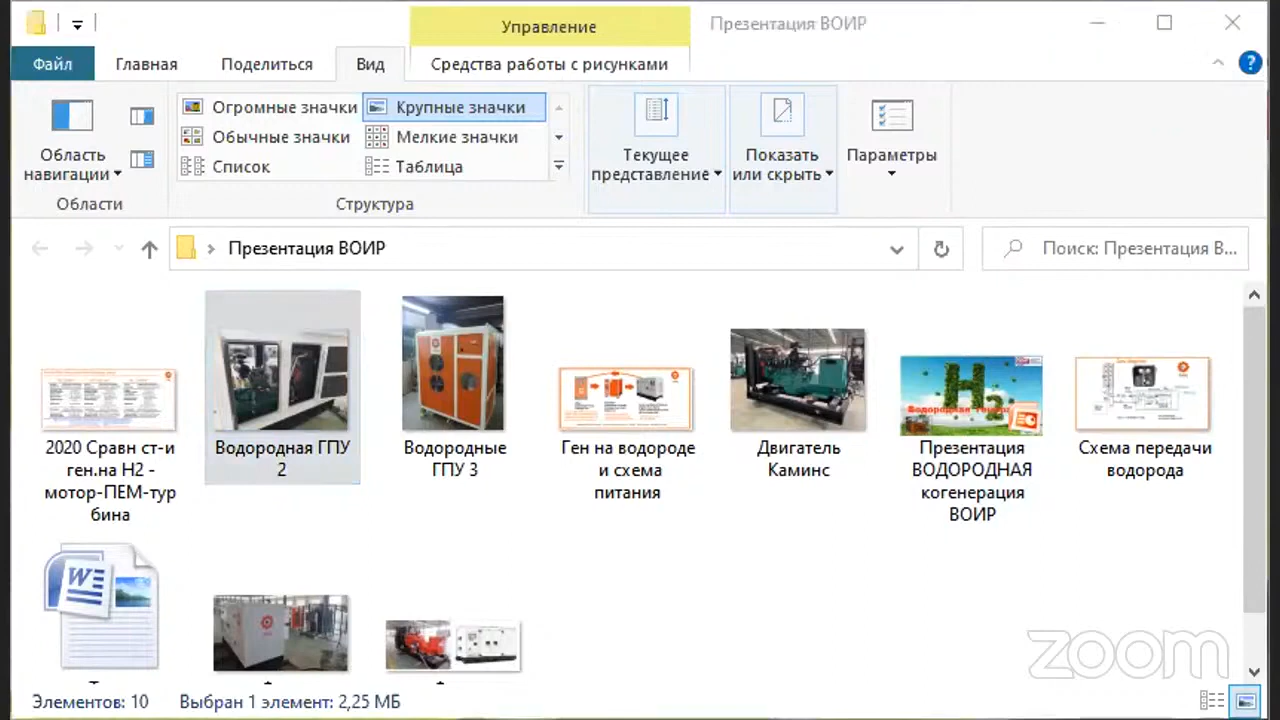 Управление
Презентация ВОИР
Файл
Главная
Поделиться
Вид
Средства работы с рисунками
?
Огромные значки
Крупные значки
Обычные значки
Мелкие значки
Список
Таблица
Область
навигации
Текущее
представление
Показать
или скрыть
Параметры
Области
Структура
Презентация ВОИР
Поиск: Презентация В...
2020 Сравн ст-и
ген.на H2 -
мотор-ПЕМ-тур
бина
Водородная ГПУ
2
Водородные
ГПУ 3
Ген на водороде
и схема
питания
Двигатель
Каминс
Презентация
ВОДОРОДНАЯ
когенерация
ВОИР
Схема передачи
водорода
W
zoom
Элементов: 10
Выбран 1 элемент: 2,25 МБ